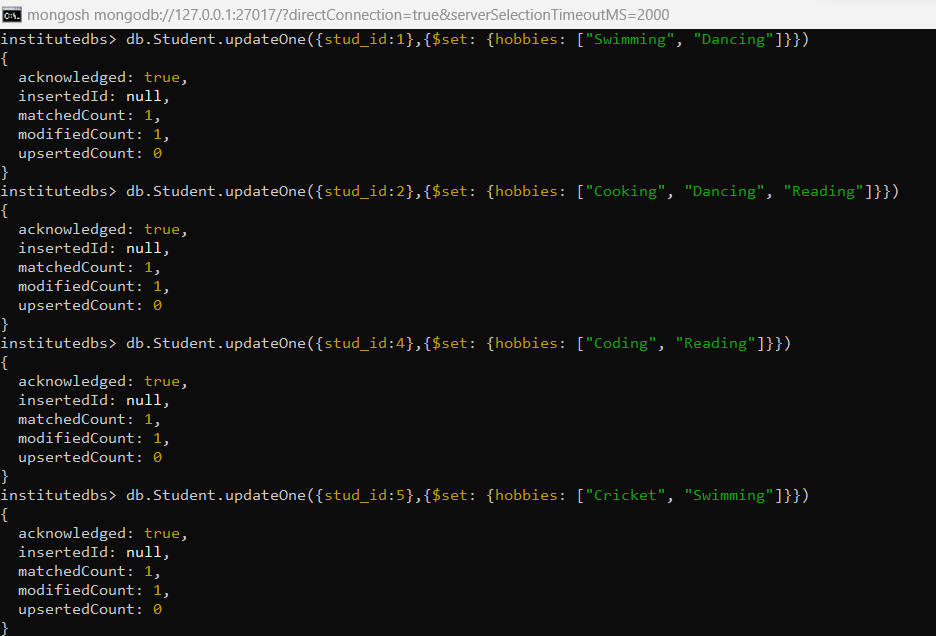 mongosh mongodb://127.0.0.1:27017/?directConnection=true&serverSelectionTimeoutMS=2000
institutedbs> db.Student.updateOne({stud_id:1},{$set: {hobbies: ["Swimming", "Dancing"]}})
{
  acknowledged: true,
  insertedId: null,
  matchedCount: 1,
  modifiedCount: 1,
  upsertedCount: 0
}
institutedbs> db.Student.updateOne({stud_id:2},{$set: {hobbies: ["Cooking", "Dancing", "Reading"]}})
{
  acknowledged: true,
  insertedId: null,
  matchedCount: 1,
  modifiedCount: 1,
  upsertedCount: 0
}
institutedbs> db.Student.updateOne({stud_id:4},{$set: {hobbies: ["Coding", "Reading"]}})
{
  acknowledged: true,
  insertedId: null,
  matchedCount: 1,
  modifiedCount: 1,
  upsertedCount: 0
}
institutedbs> db.Student.updateOne({stud_id:5},{$set: {hobbies: ["Cricket", "Swimming"]}})
{
  acknowledged: true,
  insertedId: null,
  matchedCount: 1,
  modifiedCount: 1,
  upsertedCount: 0
}